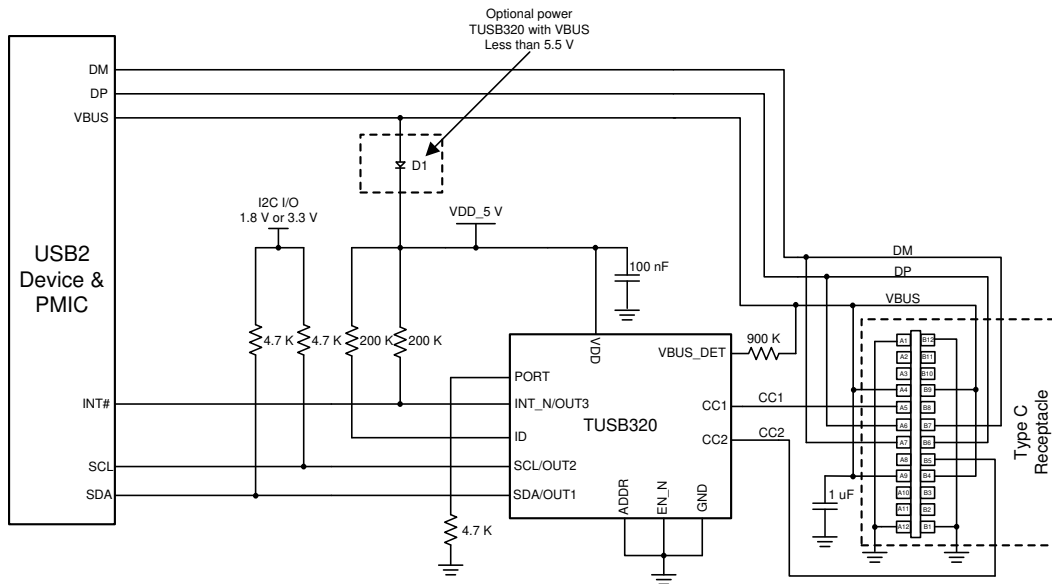 Optional power
TUSB320 with VBUS
Less than 5.5 V
DM
DP
VBUS
D1
I2C I/O
1.8 V or 3.3 V
VDD_5 V
USB2
Device &
PMIC
100 nF
DM
DP
VBUS
4.7 K
4.7 K
200 K
200 K
VDD
VBUS_DET
900 K
PORT
INT#
INT_N/OUT3
ID
TUSB320
CC1
CC1
CC2
CC2
SCL
SCL/OUT2
SDA
SDA/OUT1
ADDR
EN_N
GND
4.7 K
1 uF
A1
B12
A2
B11
A3
B10
A4
B9
A5
B8
A6
B7
A7
B6
A8
B5
A9
B4
A10
B3
A11
B2
A12
B1
Type C
Receptacle